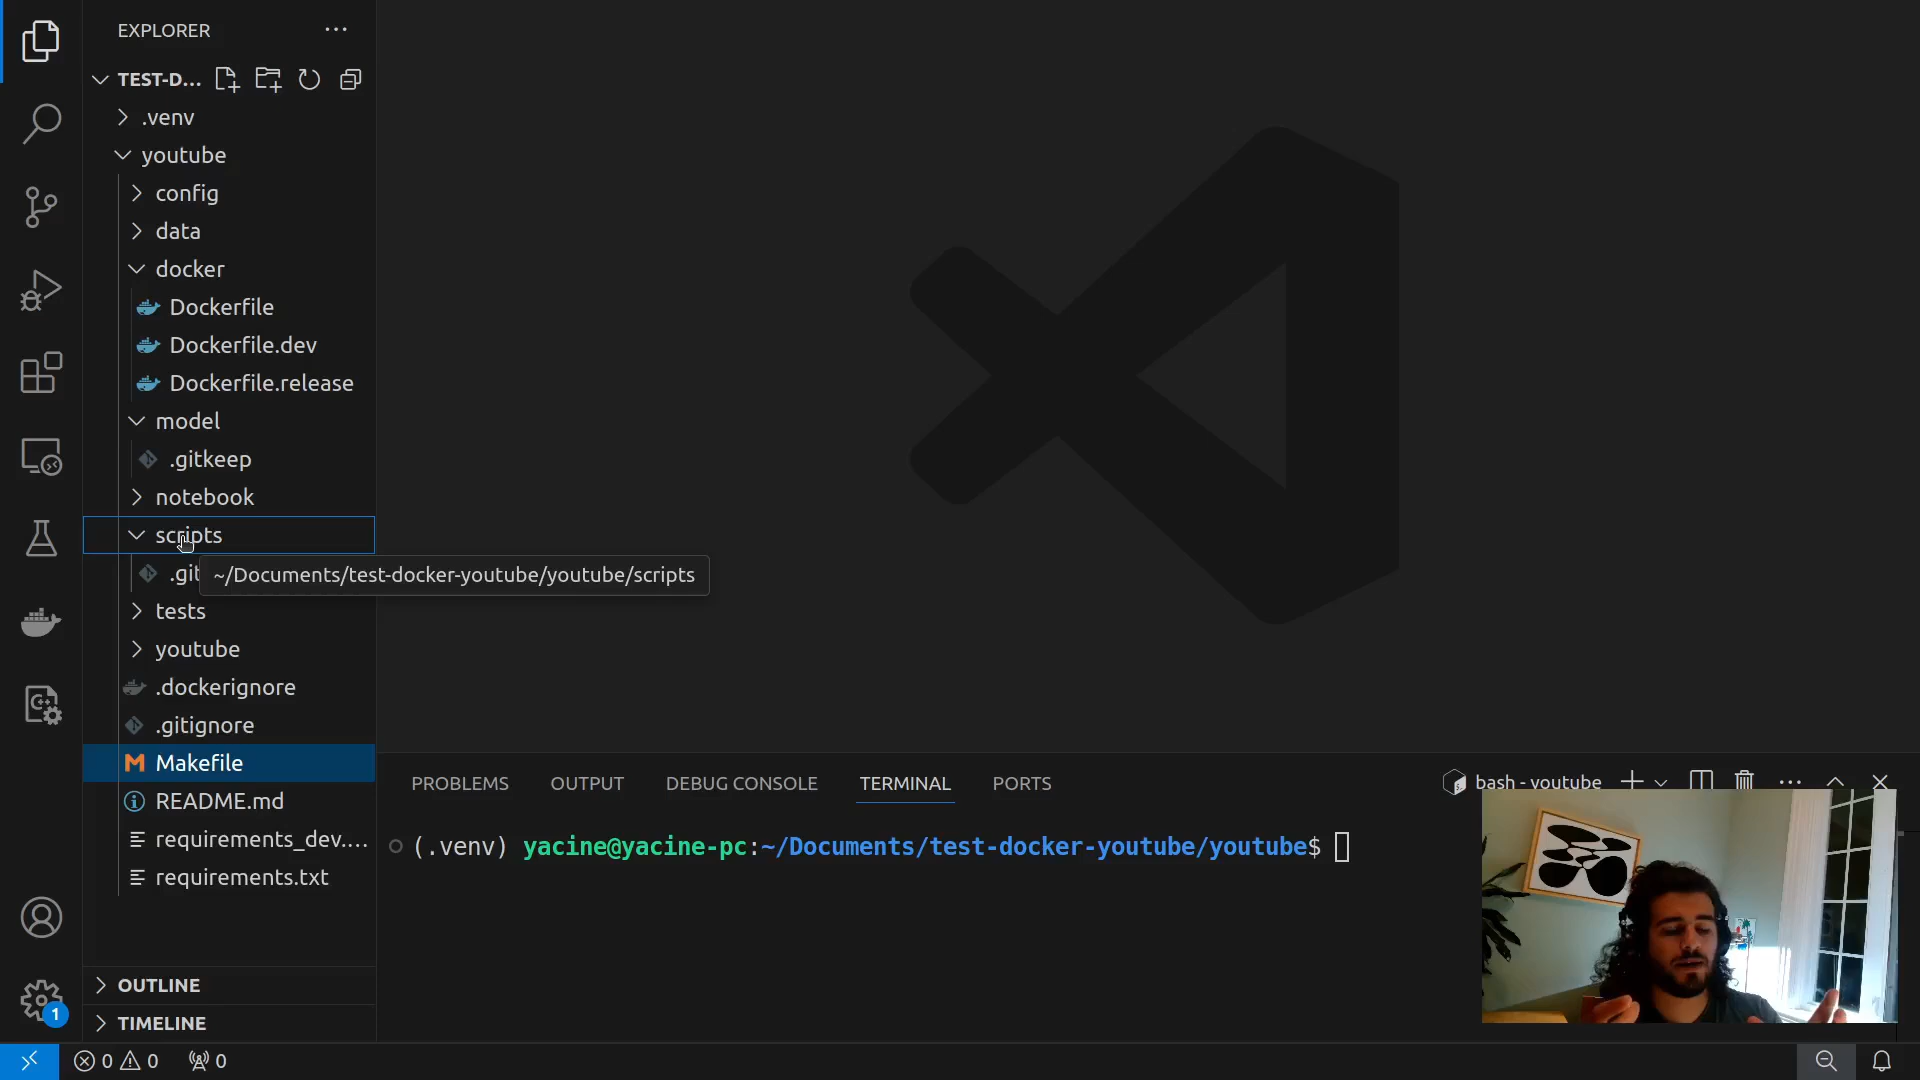 EXPLORER
TEST-D...
.venv
youtube
config
data
docker
Dockerfile
Dockerfile.dev
Dockerfile.release
model
.gitkeep
notebook
scripts
.git
~/Documents/test-docker-youtube/youtube/scripts
tests
youtube
.dockerignore
.gitignore
M Makefile
README.md
requirements_dev....
requirements.txt
OUTLINE
TIMELINE
PROBLEMS OUTPUT DEBUG CONSOLE TERMINAL PORTS bash - youtube
(.venv) yacine@yacine-pc:~/Documents/test-docker-youtube/youtube$
1
0 0 0